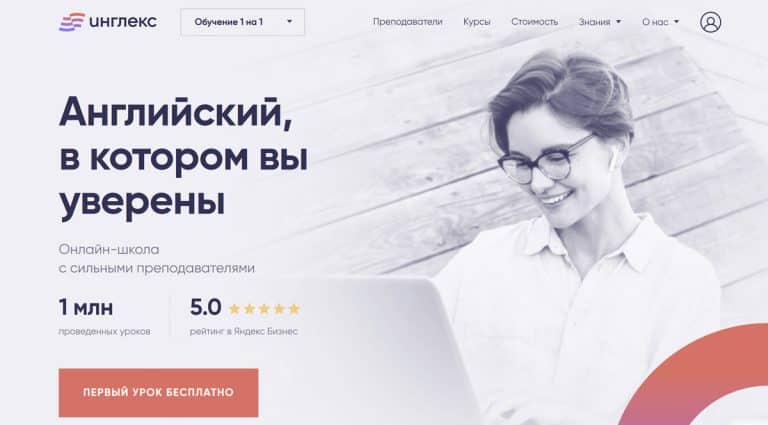 инглекс
Обучение 1 на 1
Преподаватели Курсы Стоимость Знания О нас
Английский,
в котором вы
уверены
Онлайн-школа
с сильными преподавателями
1 млн
проведенных уроков
5.0
рейтинг в Яндекс Бизнес
ПЕРВЫЙ УРОК БЕСПЛАТНО